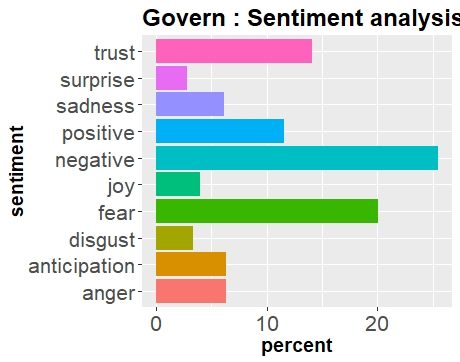 Govern : Sentiment analysis
trust
surprise
sadness
positive
negative
joy
fear
disgust
anticipation
anger
sentiment
0 10 20
percent